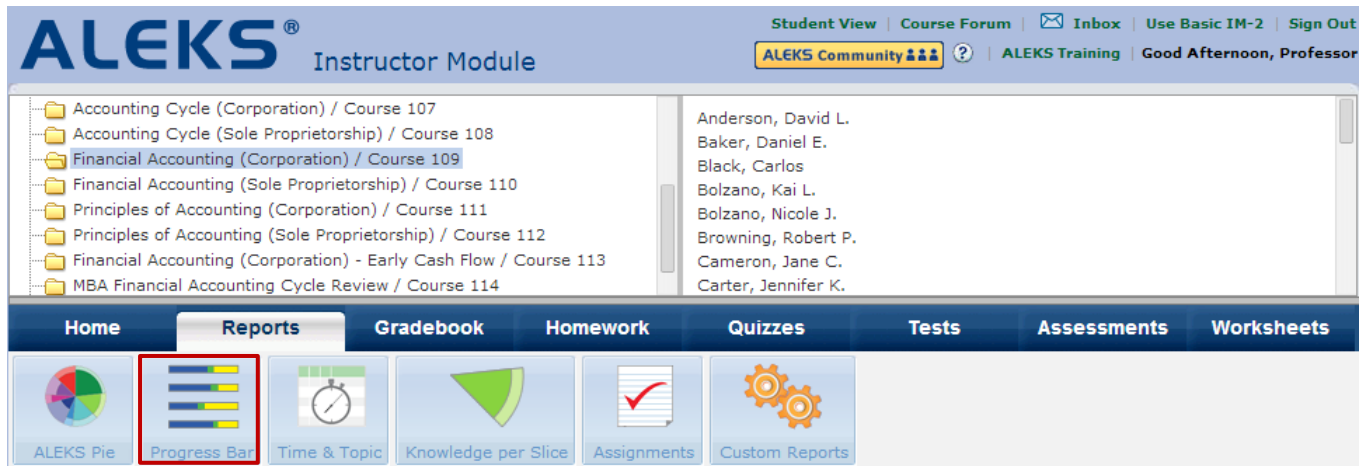 ALEKS®
Instructor Module
Student View | Course Forum | Inbox | Use Basic IM-2 | Sign Out
ALEKS Community ? | ALEKS Training | Good Afternoon, Professor
Accounting Cycle (Corporation) / Course 107
Accounting Cycle (Sole Proprietorship) / Course 108
Financial Accounting (Corporation) / Course 109
Financial Accounting (Sole Proprietorship) / Course 110
Principles of Accounting (Corporation) / Course 111
Principles of Accounting (Sole Proprietorship) / Course 112
Financial Accounting (Corporation) - Early Cash Flow / Course 113
MBA Financial Accounting Cycle Review / Course 114
Anderson, David L.
Baker, Daniel E.
Black, Carlos
Bolzano, Kai L.
Bolzano, Nicole J.
Browning, Robert P.
Cameron, Jane C.
Carter, Jennifer K.
Home Reports Gradebook Homework Quizzes Tests Assessments Worksheets
ALEKS Pie Progress Bar Time & Topic Knowledge per Slice Assignments Custom Reports